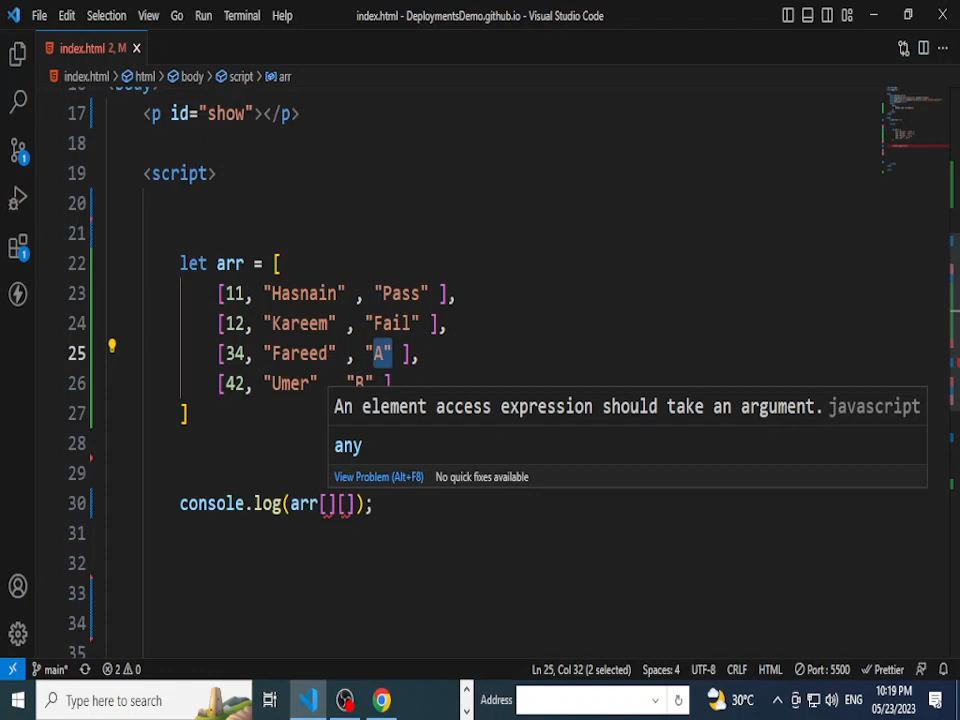 File Edit Selection View Go Run Terminal Help index.html - DeploymentsDemo.github.io - Visual Studio Code
index.html 2, M
index.html > html > body > script > arr
17 <p id="show"></p>
18
19 <script>
20
21
22 let arr = [
23 [11, "Hasnain" , "Pass" ],
24 [12, "Kareem" , "Fail" ],
25 [34, "Fareed" , "A" ],
26 [42, "Umer" , "B" ]
27 ]
An element access expression should take an argument. javascript
any
View Problem (Alt+F8) No quick fixes available
28
29
30 console.log(arr[][]);
31
32
33
34
35
main* 2 0 Ln 25, Col 32 (2 selected) Spaces: 4 UTF-8 CRLF HTML Port : 5500 Prettier
Type here to search Address 30°C ENG 10:19 PM
05/23/2023